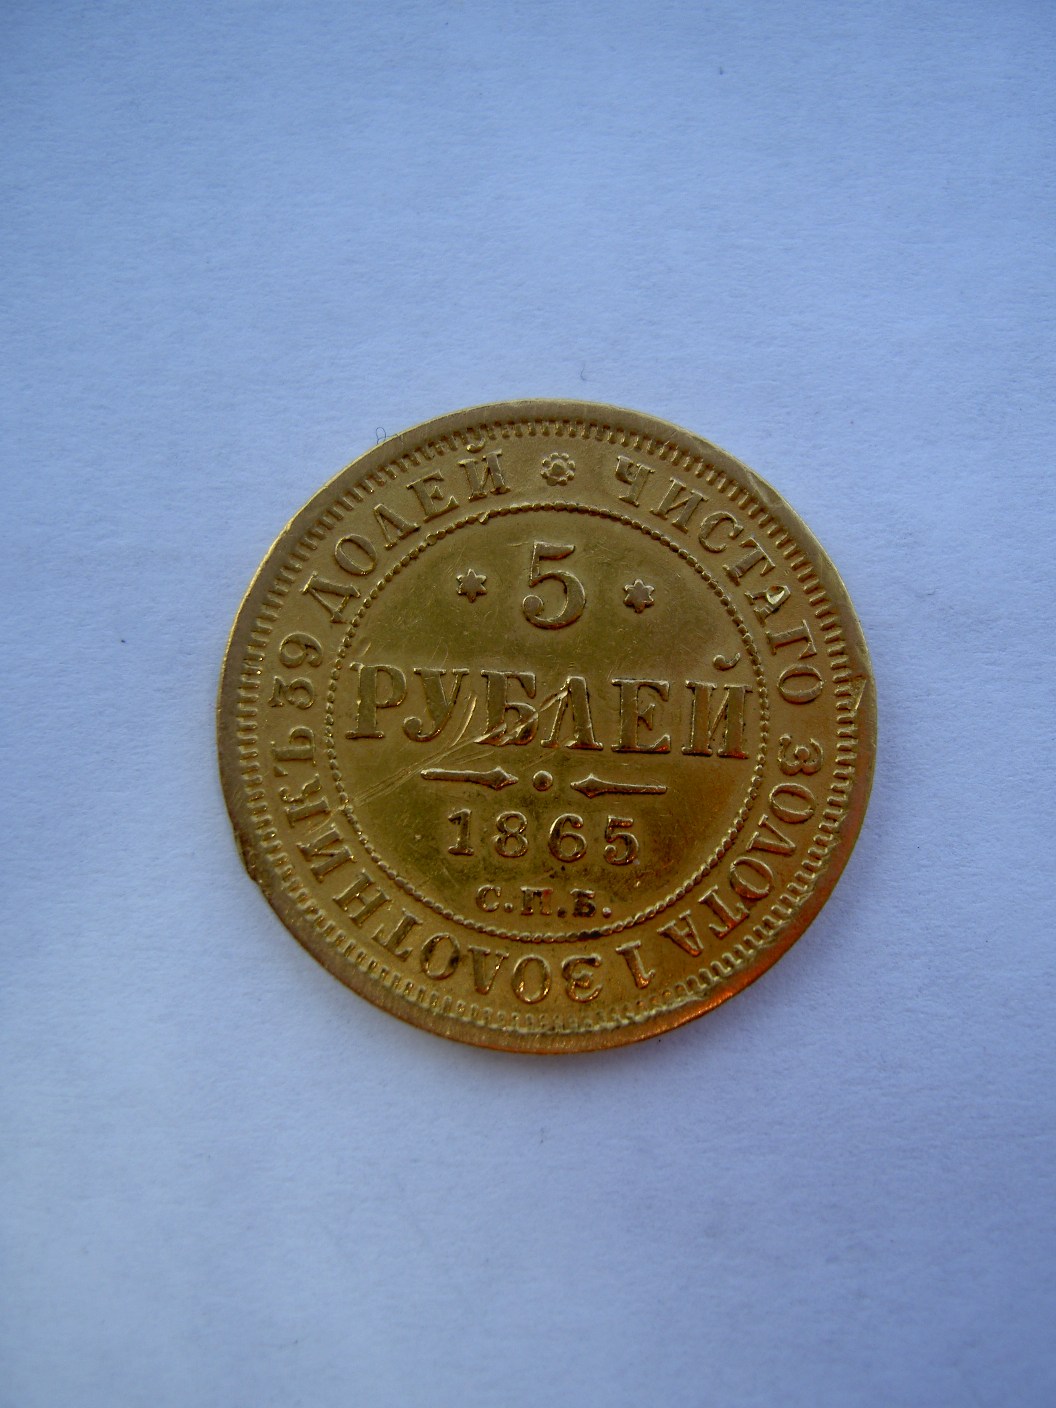 5
РУБЛЕЙ
1865
С.П.Б.
ЧИСТАГО ЗОЛОТА 1 ЗОЛОТНИКЪ 39 ДОЛЕЙ